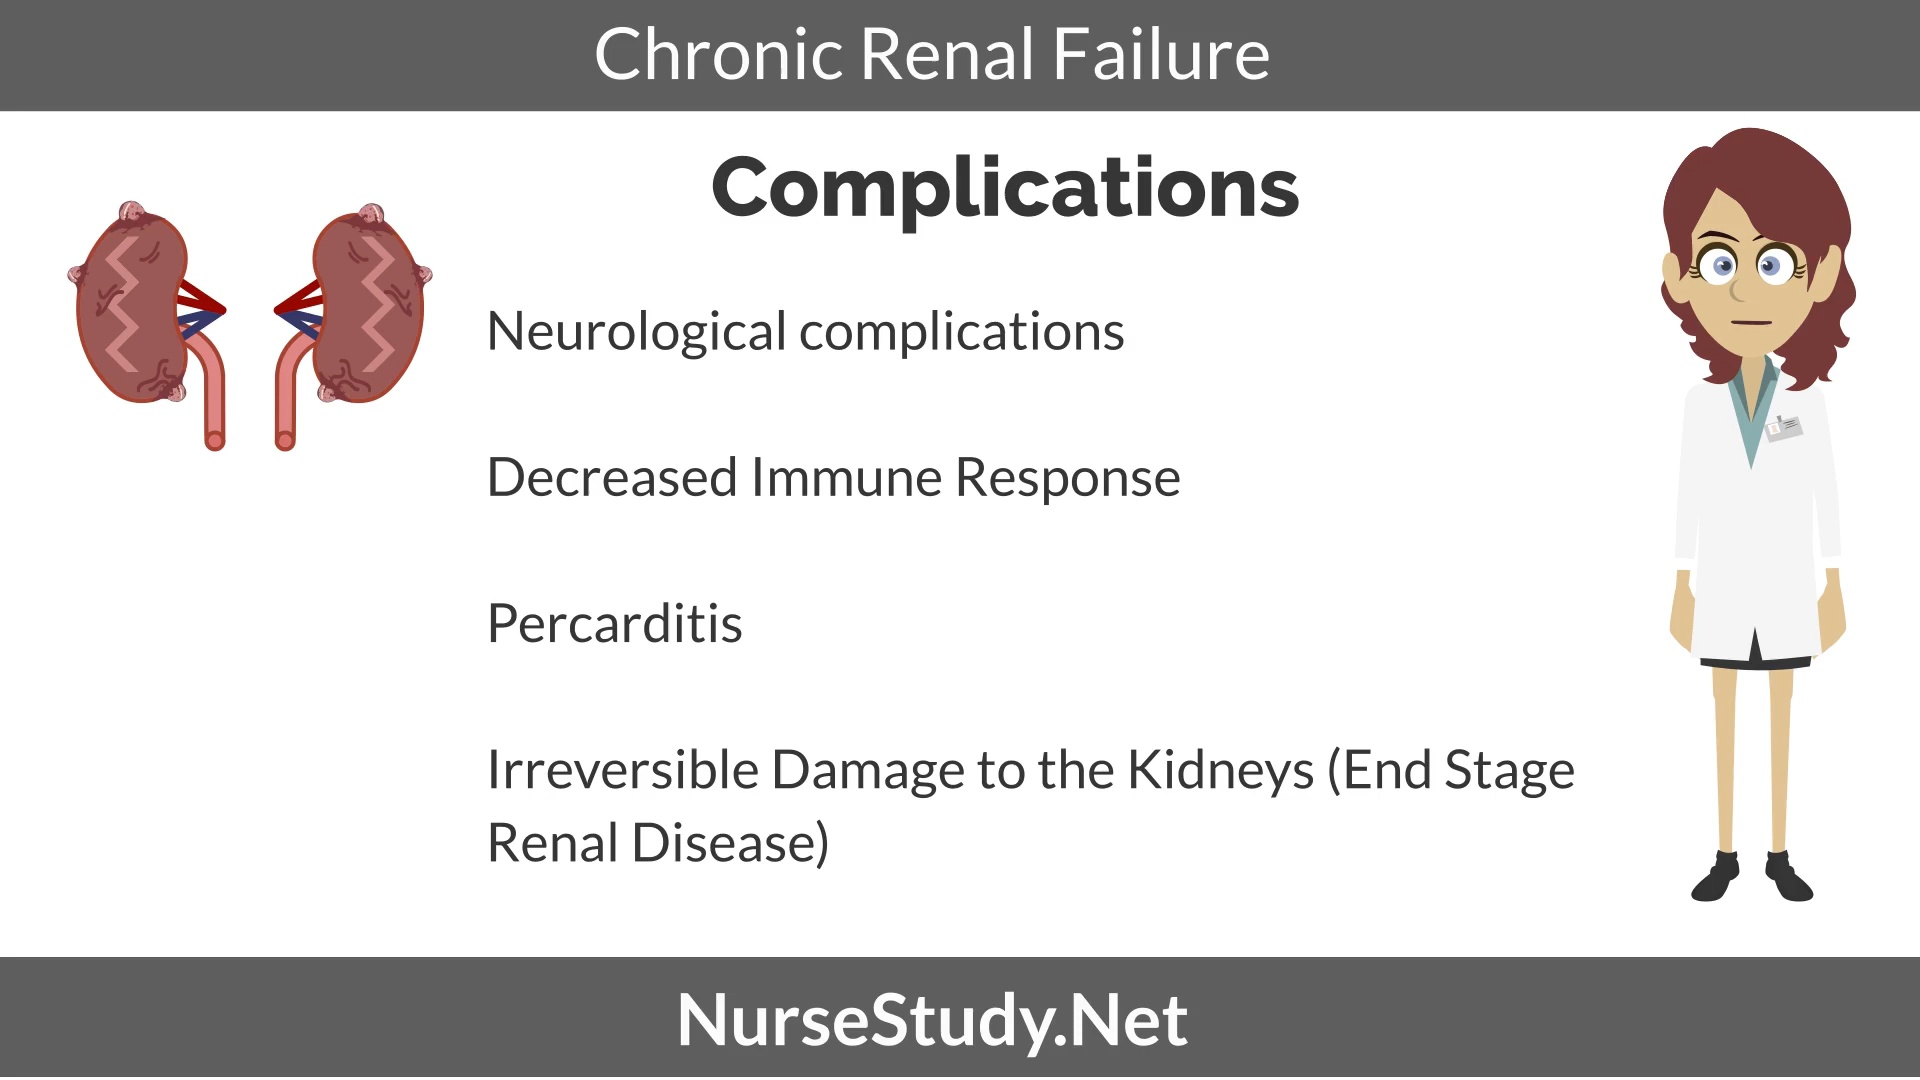 Chronic Renal Failure
Complications
Neurological complications
Decreased Immune Response
Percarditis
Irreversible Damage to the Kidneys (End Stage
Renal Disease)
NurseStudy.Net